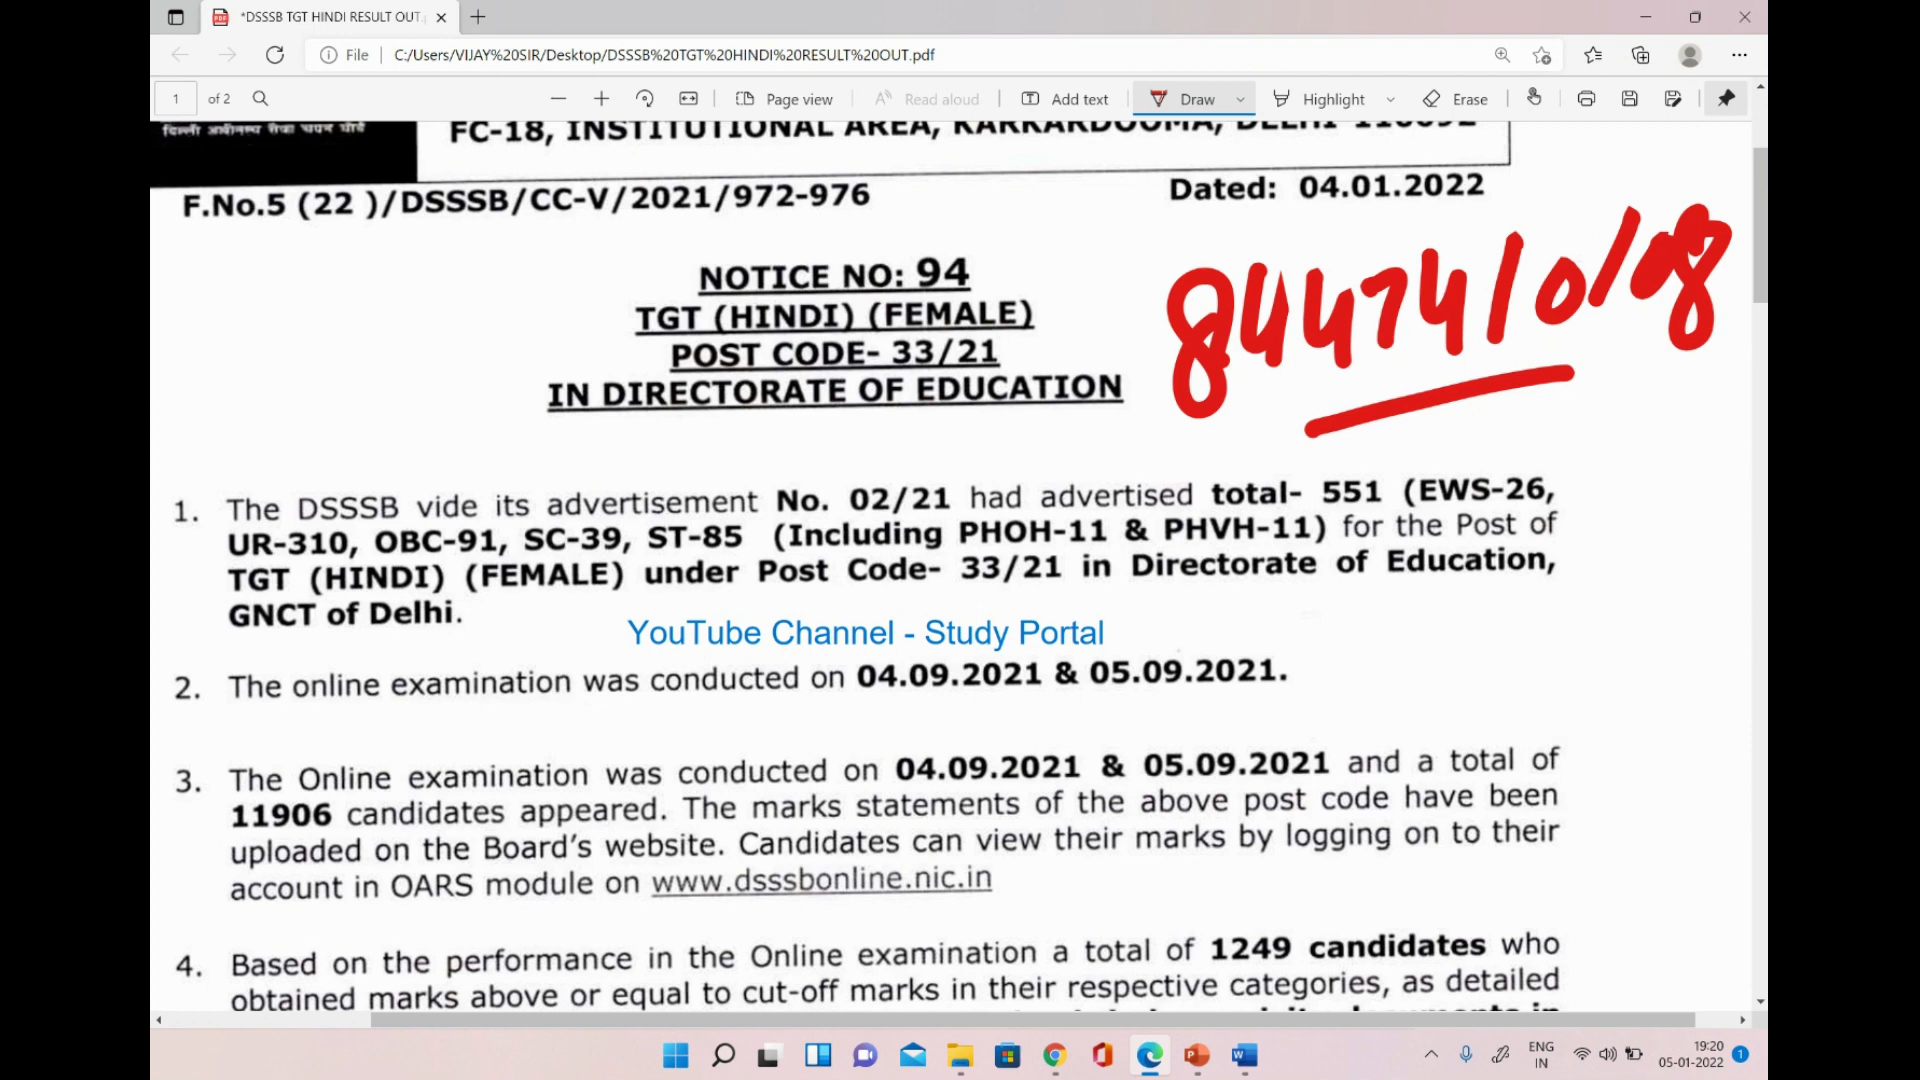 *DSSSB TGT HINDI RESULT OUT.
File
C:/Users/VIJAY%20SIR/Desktop/DSSSB%20TGT%20HINDI%20RESULT%20OUT.pdf
1 of 2
Page view
Read aloud
Add text
Draw
Highlight
Erase
दिल्ली अधीनस्थ सेवा चयन बोर्ड
FC-18, INSTITUTIONAL AREA, KARKARDOOMA, DELHI-110092
F.No.5 (22 )/DSSSB/CC-V/2021/972-976
Dated: 04.01.2022
NOTICE NO: 94
TGT (HINDI) (FEMALE)
POST CODE- 33/21
IN DIRECTORATE OF EDUCATION
1. The DSSSB vide its advertisement No. 02/21 had advertised total- 551 (EWS-26,
UR-310, OBC-91, SC-39, ST-85 (Including PHOH-11 & PHVH-11) for the Post of
TGT (HINDI) (FEMALE) under Post Code- 33/21 in Directorate of Education,
GNCT of Delhi.
YouTube Channel - Study Portal
2. The online examination was conducted on 04.09.2021 & 05.09.2021.
3. The Online examination was conducted on 04.09.2021 & 05.09.2021 and a total of
11906 candidates appeared. The marks statements of the above post code have been
uploaded on the Board's website. Candidates can view their marks by logging on to their
account in OARS module on www.dsssbonline.nic.in
4. Based on the performance in the Online examination a total of 1249 candidates who
obtained marks above or equal to cut-off marks in their respective categories, as detailed
ENG
IN
19:20
05-01-2022
1